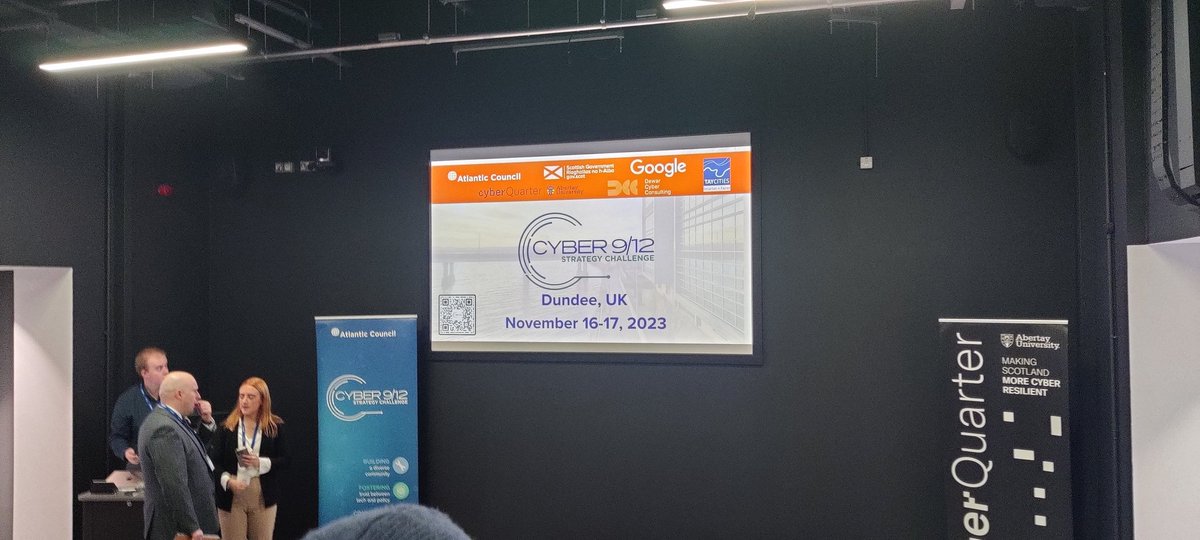 Atlantic Council
Scottish Government
Riaghaltas na h-Alba
gov.scot
Google
TAYCITIES
cyberQuarter
Abertay
University
Dewar
Cyber
Consulting
CYBER 9/12
STRATEGY CHALLENGE
Dundee, UK
November 16-17, 2023
Atlantic Council
CYBER 9/12
STRATEGY CHALLENGE
BUILDING
a diverse
community
FOSTERING
trust between
tech and policy
erQuarter
Abertay
University
MAKING
SCOTLAND
MORE CYBER
RESILIENT